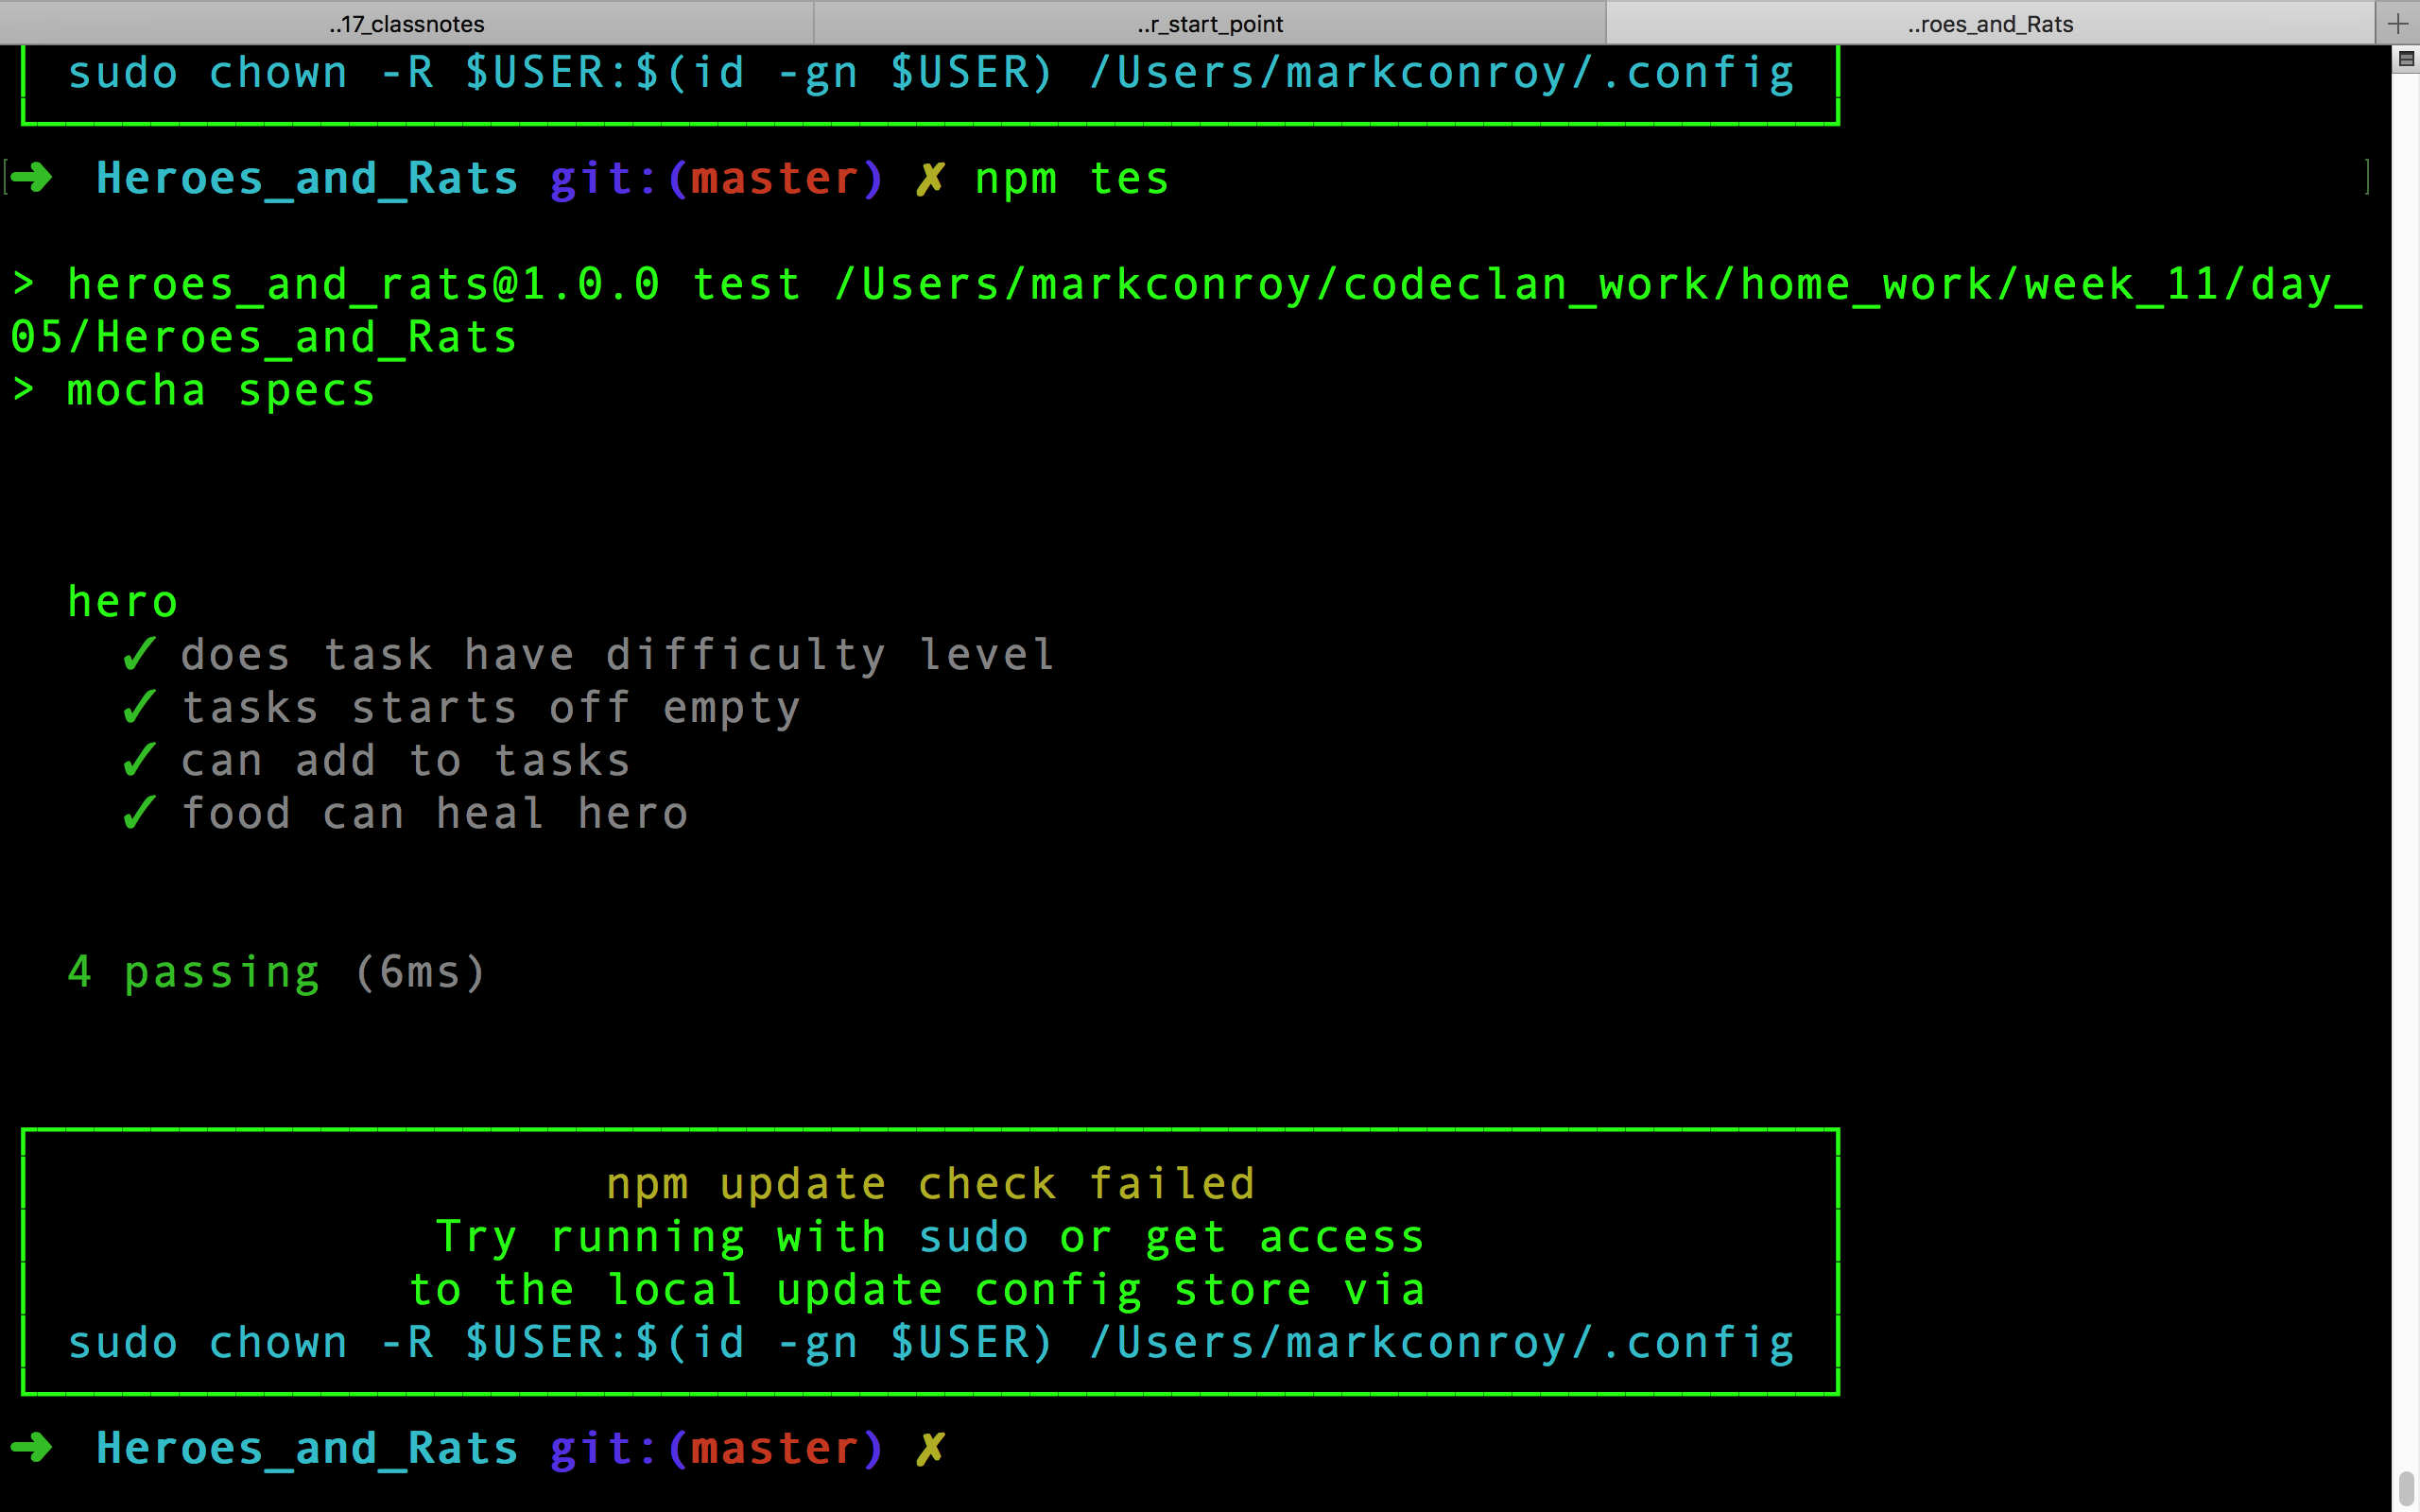 ..17_classnotes ..r_start_point ..roes_and_Rats
sudo chown -R $USER:$(id -gn $USER) /Users/markconroy/.config
➜ Heroes_and_Rats git:(master) ✗ npm tes
> heroes_and_rats@1.0.0 test /Users/markconroy/codeclan_work/home_work/week_11/day_
05/Heroes_and_Rats
> mocha specs
hero
✓ does task have difficulty level
✓ tasks starts off empty
✓ can add to tasks
✓ food can heal hero
4 passing (6ms)
npm update check failed
Try running with sudo or get access
to the local update config store via
sudo chown -R $USER:$(id -gn $USER) /Users/markconroy/.config
➜ Heroes_and_Rats git:(master) ✗